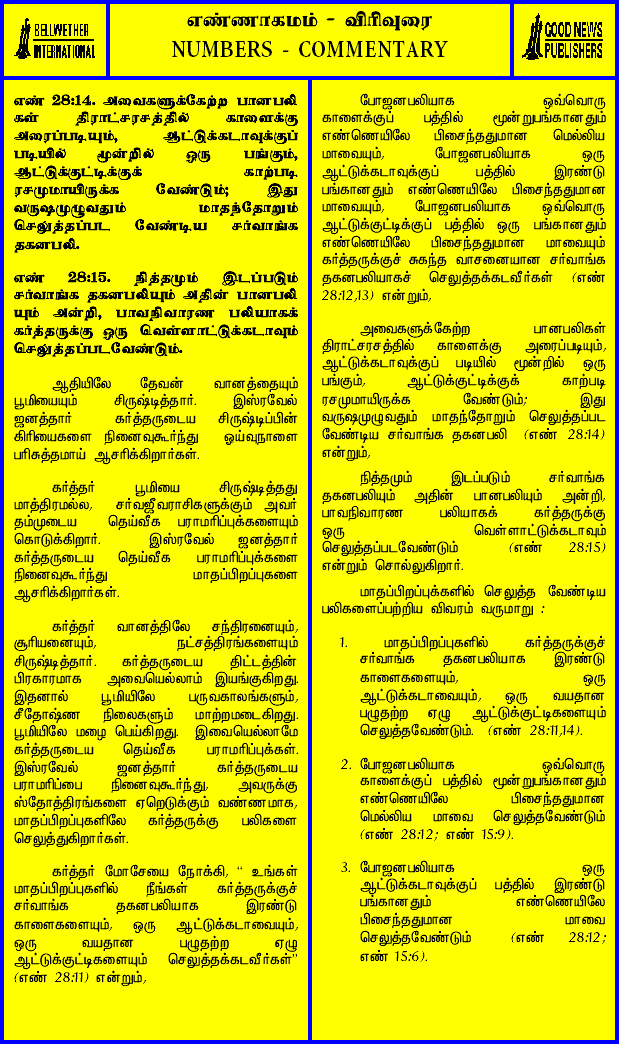 BELLWETHER
INTERNATIONAL
எண்ணாகமம் - விரிவுரை
NUMBERS - COMMENTARY
GOOD NEWS
PUBLISHERS
எண் 28:14. அவைகளுக்கேற்ற பானபலி
கள் திராட்சரசத்தில் காளைக்கு
அரைப்படியும், ஆட்டுக்கடாவுக்குப்
படியில் மூன்றில் ஒரு பங்கும்,
ஆட்டுக்குட்டிக்குக் காற்படி
ரசமுமாயிருக்க வேண்டும்; இது
வருஷமுழுவதும் மாதந்தோறும்
செலுத்தப்பட வேண்டிய சர்வாங்க
தகனபலி.
எண் 28:15. நித்தமும் இடப்படும்
சர்வாங்க தகனபலியும் அதின் பானபலி
யும் அன்றி, பாவநிவாரண பலியாகக்
கர்த்தருக்கு ஒரு வெள்ளாட்டுக்கடாவும்
செலுத்தப்படவேண்டும்.
ஆதியிலே தேவன் வானத்தையும்
பூமியையும் சிருஷ்டித்தார். இஸ்ரவேல்
ஜனத்தார் கர்த்தருடைய சிருஷ்டிப்பின்
கிரியைகளை நினைவுகூர்ந்து ஓய்வுநாளை
பரிசுத்தமாய் ஆசரிக்கிறார்கள்.
கர்த்தர் பூமியை சிருஷ்டித்தது
மாத்திரமல்ல, சர்வஜீவராசிகளுக்கும் அவர்
தம்முடைய தெய்வீக பராமரிப்புக்களையும்
கொடுக்கிறார். இஸ்ரவேல் ஜனத்தார்
கர்த்தருடைய தெய்வீக பராமரிப்புக்களை
நினைவுகூர்ந்து மாதப்பிறப்புகளை
ஆசரிக்கிறார்கள்.
கர்த்தர் வானத்திலே சந்திரனையும்,
சூரியனையும், நட்சத்திரங்களையும்
சிருஷ்டித்தார். கர்த்தருடைய திட்டத்தின்
பிரகாரமாக அவையெல்லாம் இயங்குகிறது.
இதனால் பூமியிலே பருவகாலங்களும்,
சீதோஷ்ண நிலைகளும் மாற்றமடைகிறது.
பூமியிலே மழை பெய்கிறது. இவையெல்லாமே
கர்த்தருடைய தெய்வீக பராமரிப்புக்கள்.
இஸ்ரவேல் ஜனத்தார் கர்த்தருடைய
பராமரிப்பை நினைவுகூர்ந்து, அவருக்கு
ஸ்தோத்திரங்களை ஏறெடுக்கும் வண்ணமாக,
மாதப்பிறப்புகளிலே கர்த்தருக்கு பலிகளை
செலுத்துகிறார்கள்.
கர்த்தர் மோசேயை நோக்கி, " உங்கள்
மாதப்பிறப்புகளில் நீங்கள் கர்த்தருக்குச்
சர்வாங்க தகனபலியாக இரண்டு
காளைகளையும், ஒரு ஆட்டுக்கடாவையும்,
ஒரு வயதான பழுதற்ற ஏழு
ஆட்டுக்குட்டிகளையும் செலுத்தக்கடவீர்கள்"
(எண் 28:11) என்றும்,
போஜனபலியாக ஒவ்வொரு
காளைக்குப் பத்தில் மூன்றுபங்கானதும்
எண்ணெயிலே பிசைந்ததுமான மெல்லிய
மாவையும், போஜனபலியாக ஒரு
ஆட்டுக்கடாவுக்குப் பத்தில் இரண்டு
பங்கானதும் எண்ணெயிலே பிசைந்ததுமான
மாவையும், போஜனபலியாக ஒவ்வொரு
ஆட்டுக்குட்டிக்குப் பத்தில் ஒரு பங்கானதும்
எண்ணெயிலே பிசைந்ததுமான மாவையும்
கர்த்தருக்குச் சுகந்த வாசனையான சர்வாங்க
தகனபலியாகச் செலுத்தக்கடவீர்கள் (எண்
28:12,13) என்றும்,
அவைகளுக்கேற்ற பானபலிகள்
திராட்சரசத்தில் காளைக்கு அரைப்படியும்,
ஆட்டுக்கடாவுக்குப் படியில் மூன்றில் ஒரு
பங்கும், ஆட்டுக்குட்டிக்குக் காற்படி
ரசமுமாயிருக்க வேண்டும்; இது
வருஷமுழுவதும் மாதந்தோறும் செலுத்தப்பட
வேண்டிய சர்வாங்க தகனபலி (எண் 28:14)
என்றும்,
நித்தமும் இடப்படும் சர்வாங்க
தகனபலியும் அதின் பானபலியும் அன்றி,
பாவநிவாரண பலியாகக் கர்த்தருக்கு
ஒரு வெள்ளாட்டுக்கடாவும்
செலுத்தப்படவேண்டும் (எண் 28:15)
என்றும் சொல்லுகிறார்.
மாதப்பிறப்புக்களில் செலுத்த வேண்டிய
பலிகளைப்பற்றிய விவரம் வருமாறு :
1. மாதப்பிறப்புகளில் கர்த்தருக்குச்
சர்வாங்க தகனபலியாக இரண்டு
காளைகளையும், ஒரு
ஆட்டுக்கடாவையும், ஒரு வயதான
பழுதற்ற ஏழு ஆட்டுக்குட்டிகளையும்
செலுத்தவேண்டும். (எண் 28:11,14).
2. போஜனபலியாக ஒவ்வொரு
காளைக்குப் பத்தில் மூன்றுபங்கானதும்
எண்ணெயிலே பிசைந்ததுமான
மெல்லிய மாவை செலுத்தவேண்டும்
(எண் 28:12; எண் 15:9).
3. போஜனபலியாக ஒரு
ஆட்டுக்கடாவுக்குப் பத்தில் இரண்டு
பங்கானதும் எண்ணெயிலே
பிசைந்ததுமான மாவை
செலுத்தவேண்டும் (எண் 28:12;
எண் 15:6).